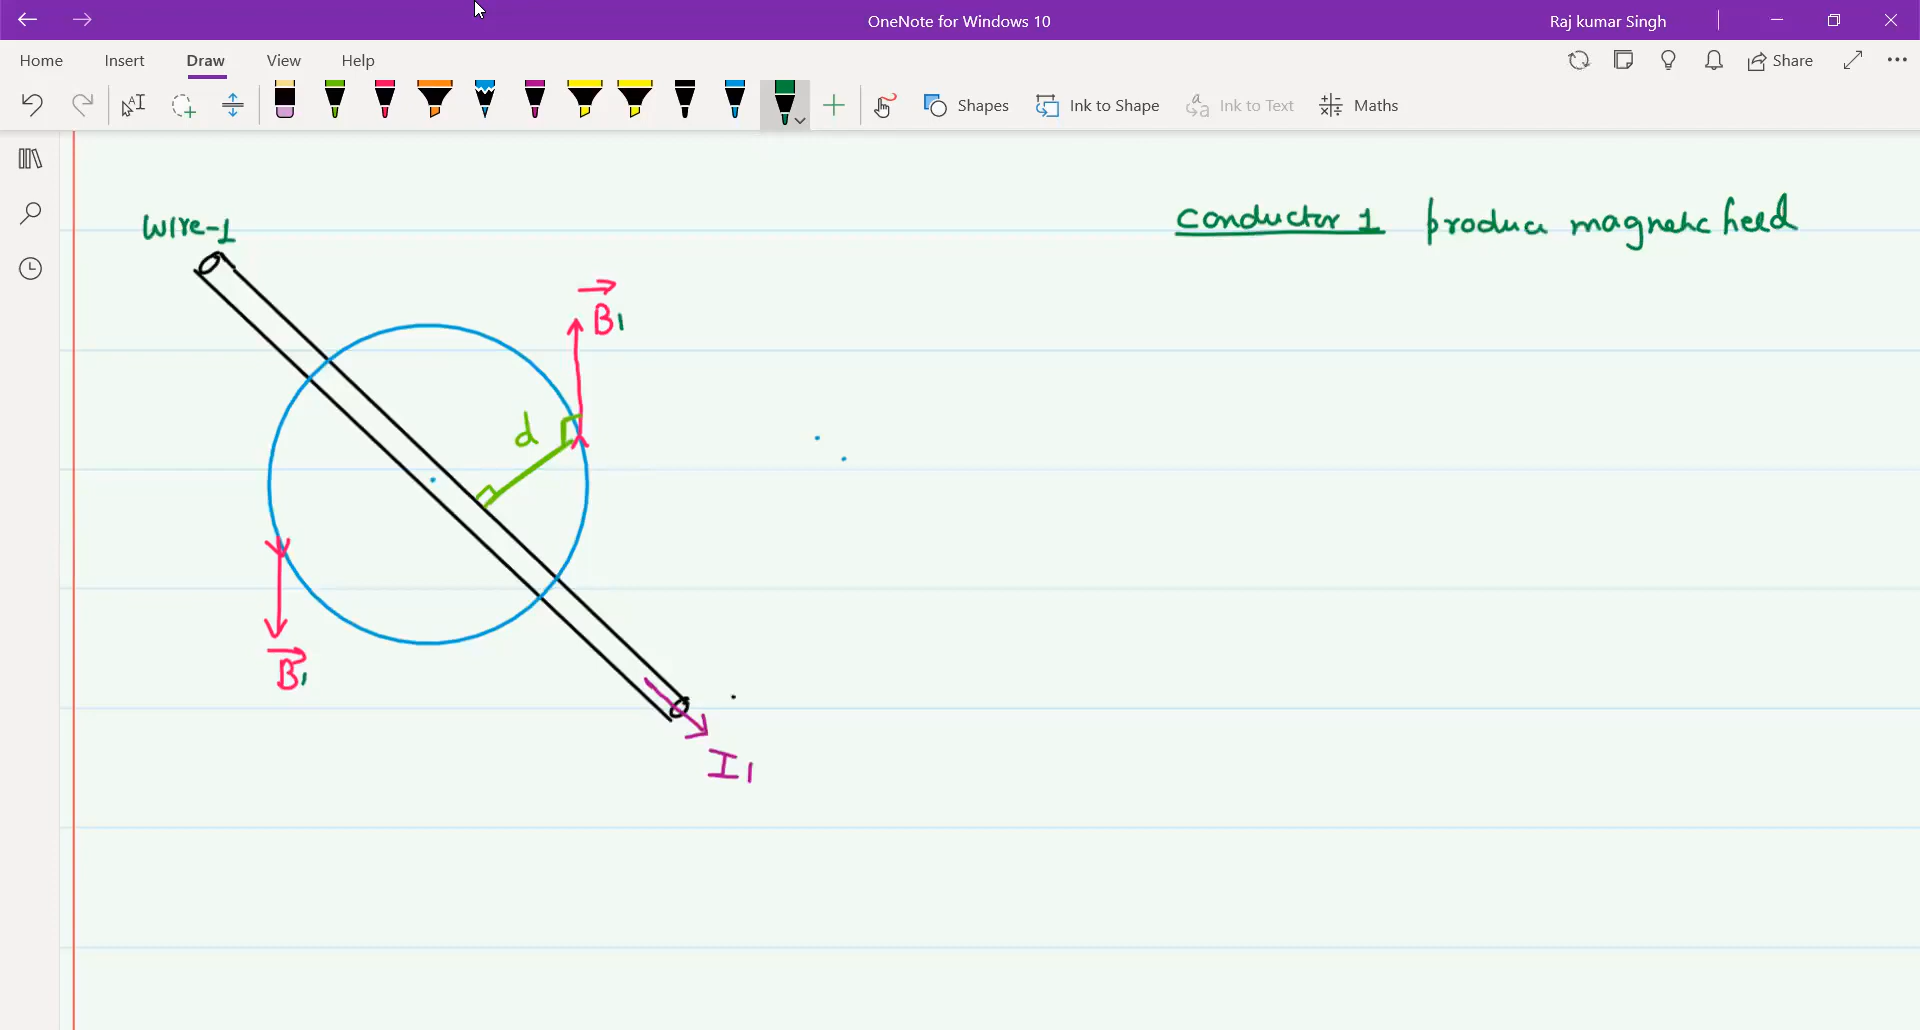 OneNote for Windows 10
Raj kumar Singh
Home Insert Draw View Help
Share
Shapes Ink to Shape Ink to Text Maths
Wire-1
Conductor 1 produce magnetic field
B1
d
B1
I1